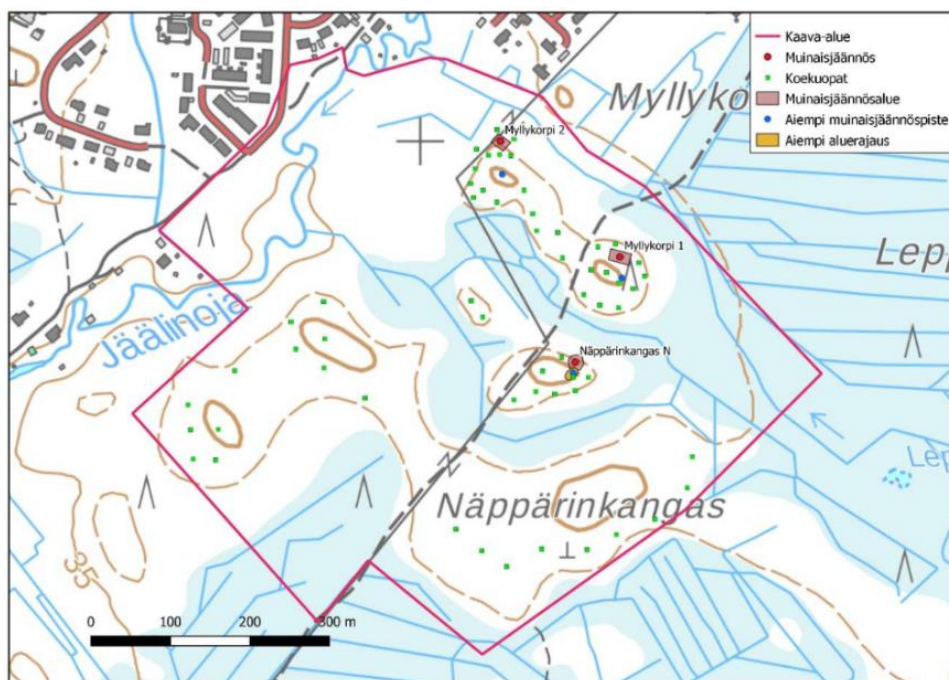 Kaava-alue
Muinaisjäännös
Koekuopat
Muinaisjäännösalue
Aiempi muinaisjäännöspiste
Aiempi aluerajaus
Myllyko
Myllykorpi 2
Myllykorpi 1
Lepp
Jäälinoja
Näppärinkangas N
Näppärinkangas
35
0 100 200 300 m